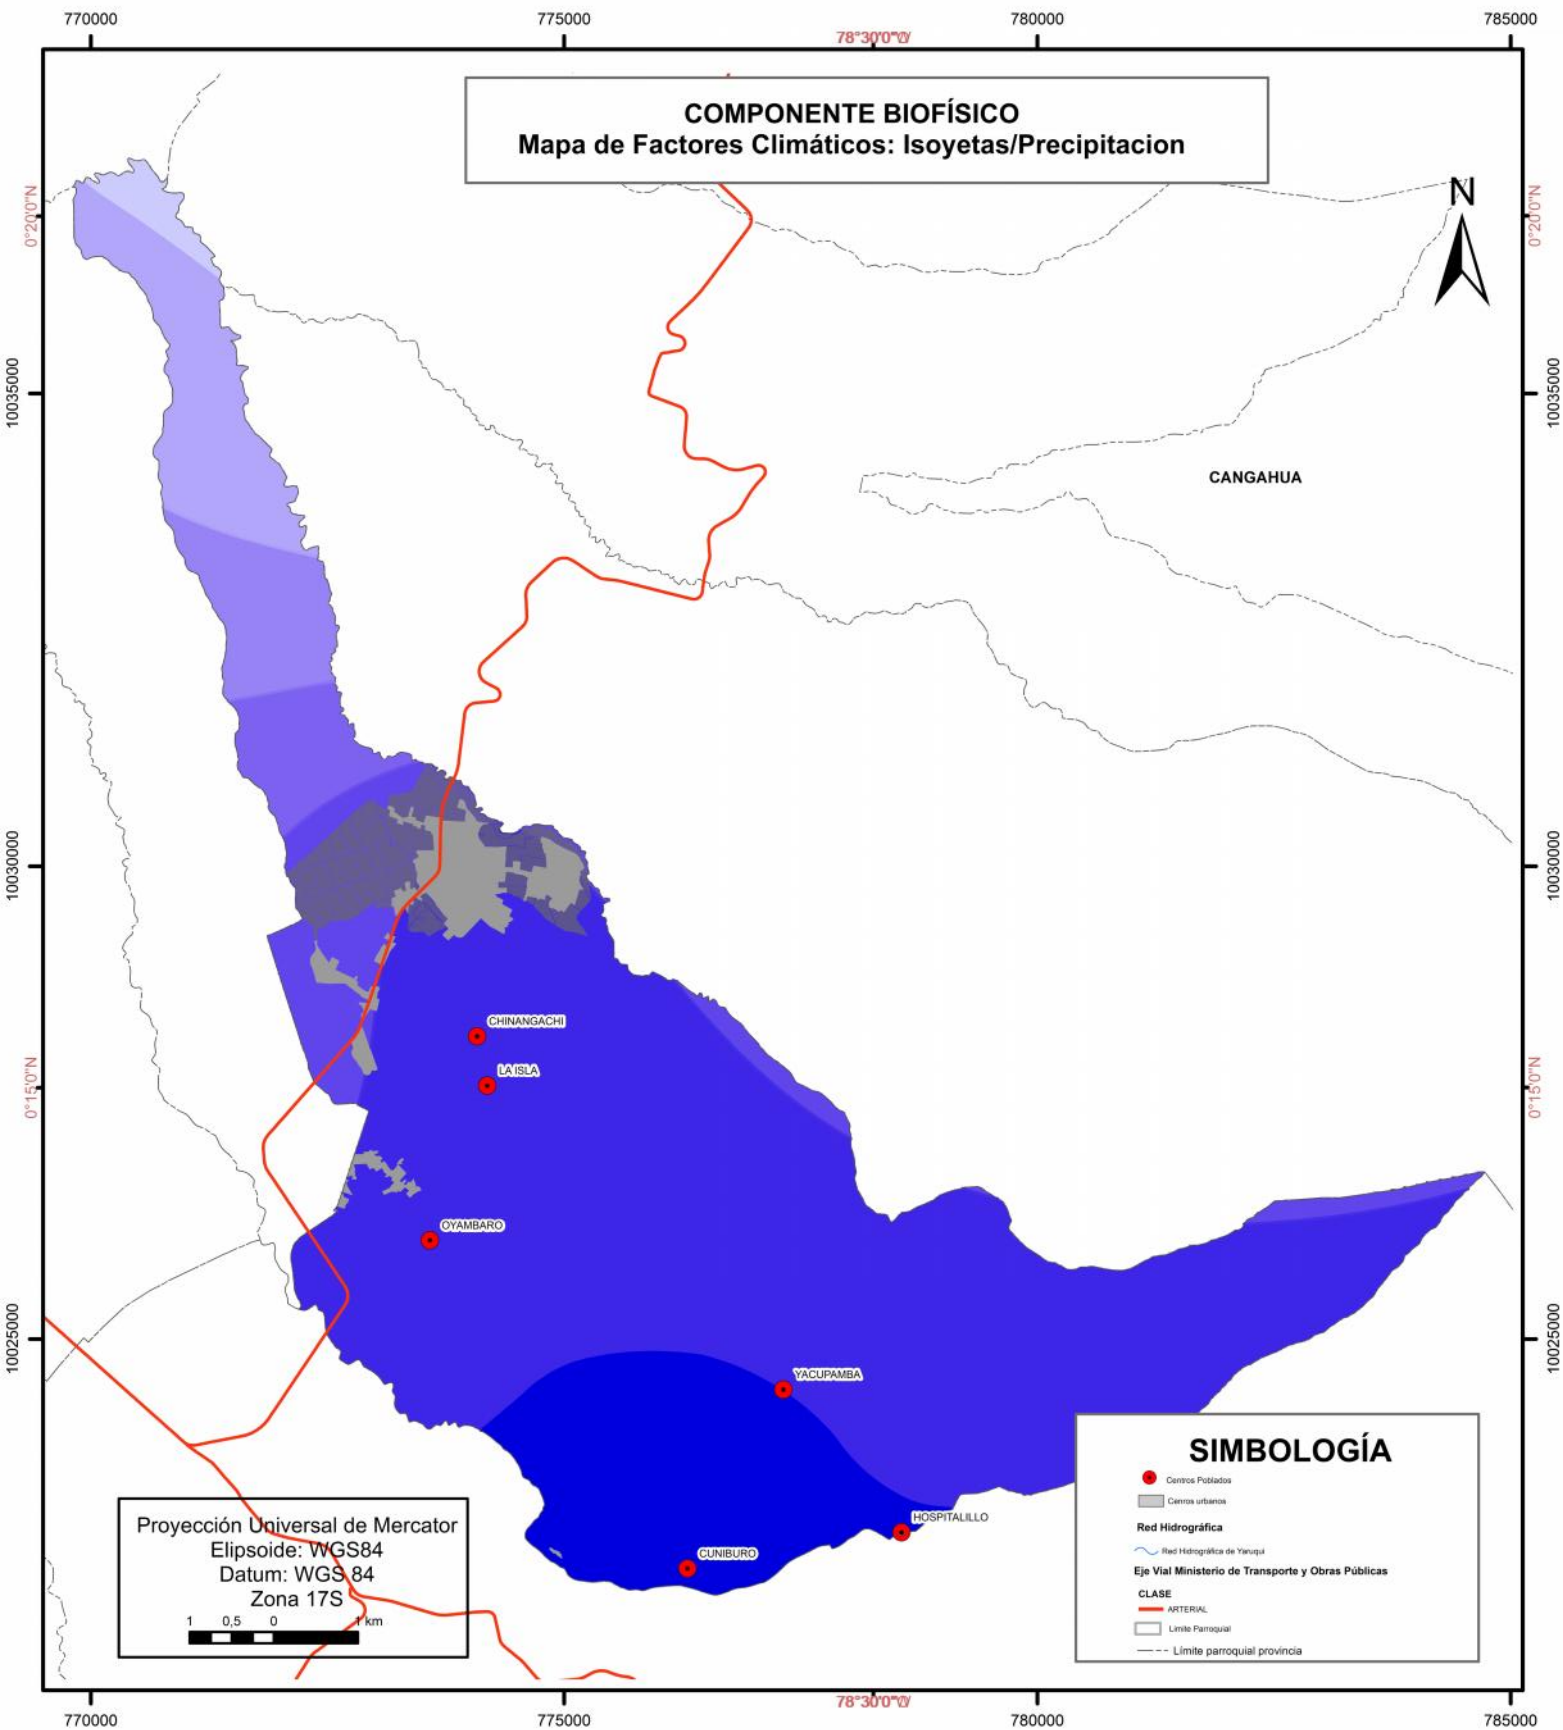 770000
775000
780000
785000
78°30'0"W
COMPONENTE BIOFÍSICO
Mapa de Factores Climáticos: Isoyetas/Precipitacion
N
0°20'0"N
0°20'0"N
10035000
10035000
CANGAHUA
10030000
10030000
CHINANGACHI
LA ISLA
0°15'0"N
0°15'0"N
OYAMBARO
10025000
10025000
YACUPAMBA
HOSPITALILLO
CUNIBURO
SIMBOLOGÍA
Centros Poblados
Cenros urbanos
Red Hidrográfica
Red Hidrográfica de Yaruqui
Eje Vial Ministerio de Transporte y Obras Públicas
CLASE
ARTERIAL
Limite Parroquial
Límite parroquial provincia
Proyección Universal de Mercator
Elipsoide: WGS84
Datum: WGS 84
Zona 17S
1 0,5 0 1 km
78°30'0"W
770000
775000
780000
785000